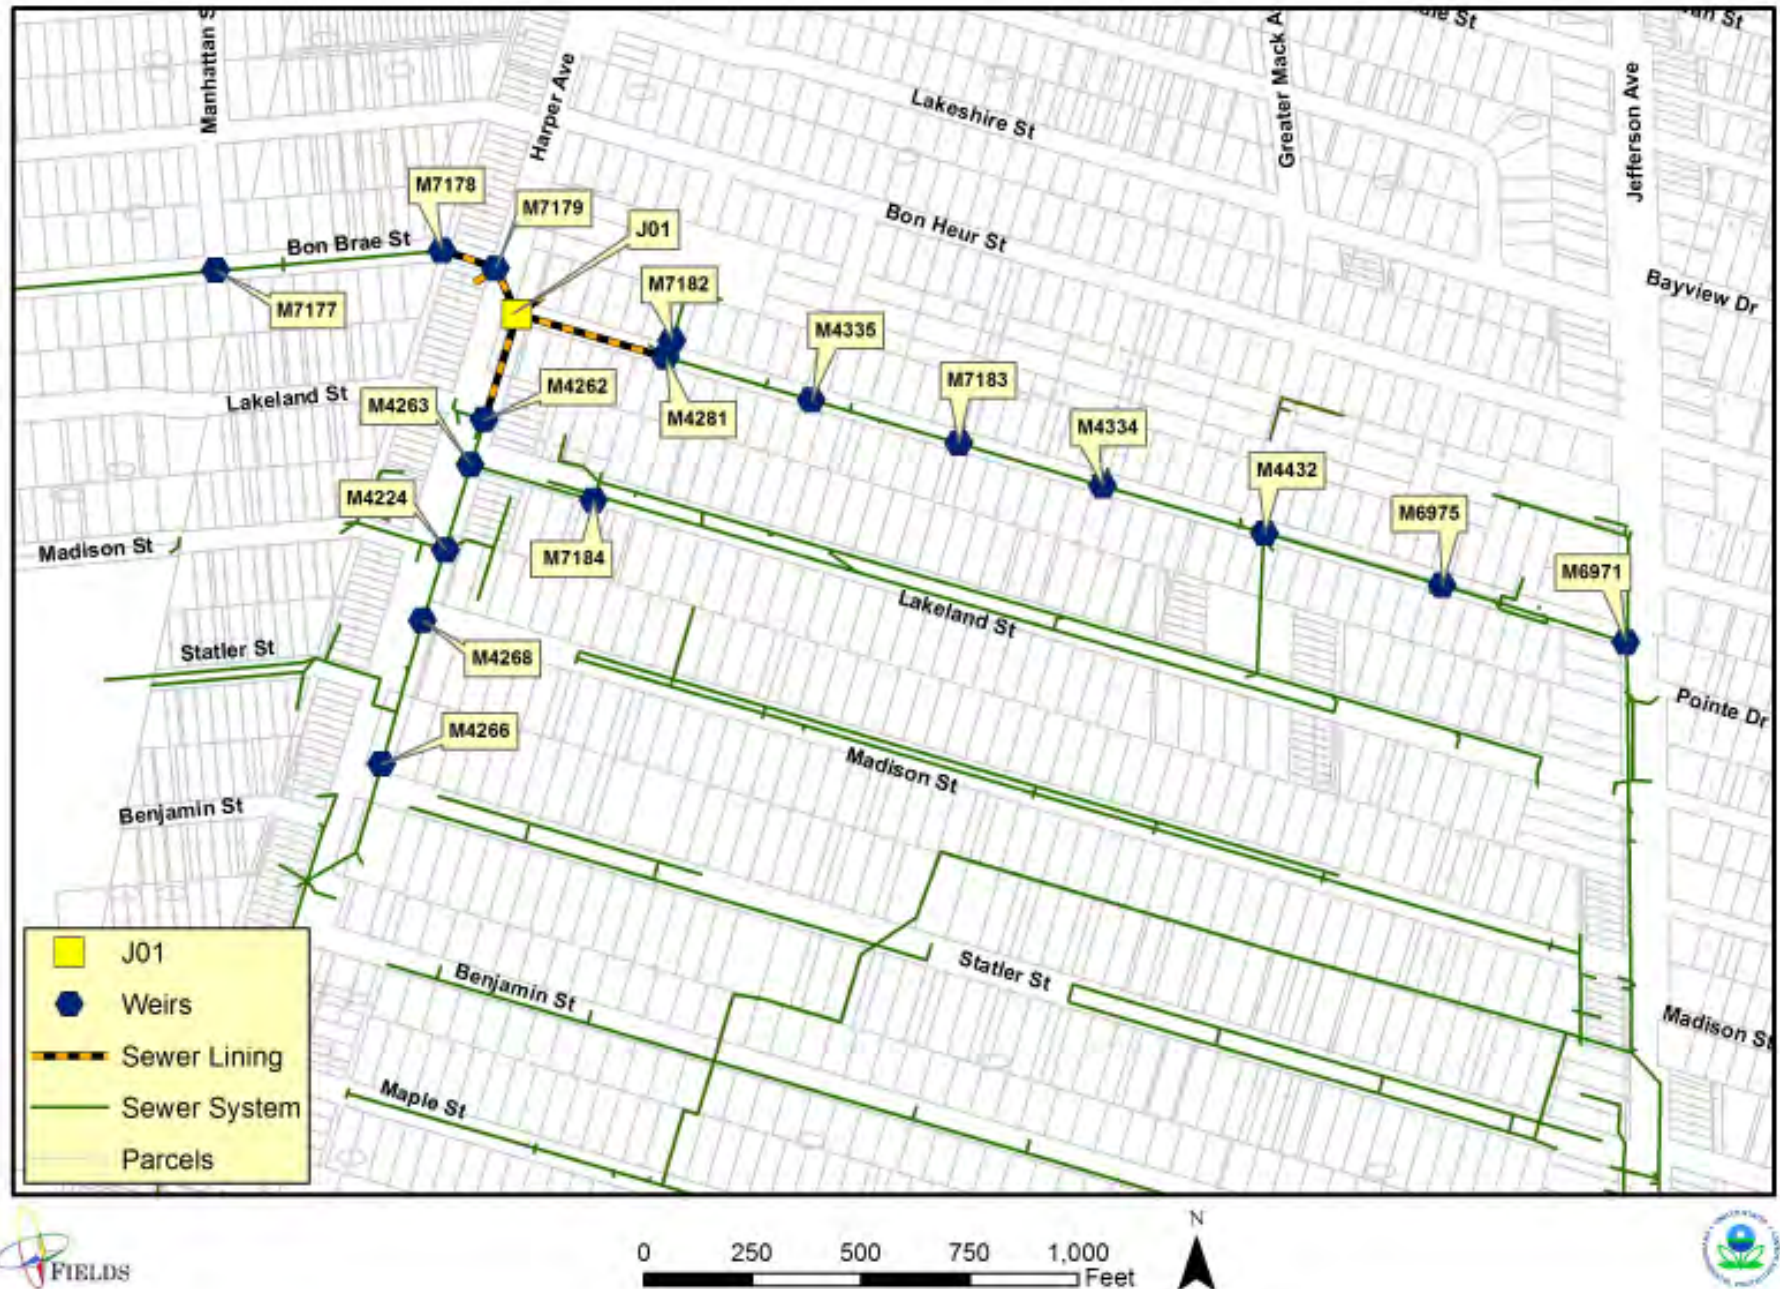 Manhattan S
Harper Ave
Greater Mack A
Jefferson Ave
an St
Lakeshire St
Bon Heur St
Bayview Dr
M7178
M7179
J01
Bon Brae St
M7177
M7182
M4335
M7183
M4334
M4432
M6975
M6971
M4262
M4263
M4281
Lakeland St
M4224
M7184
Madison St
Lakeland St
Statler St
M4268
M4266
Pointe Dr
Madison St
Benjamin St
Statler St
Benjamin St
Madison St
Maple St
J01
Weirs
Sewer Lining
Sewer System
Parcels
FIELDS
0 250 500 750 1,000
Feet
N